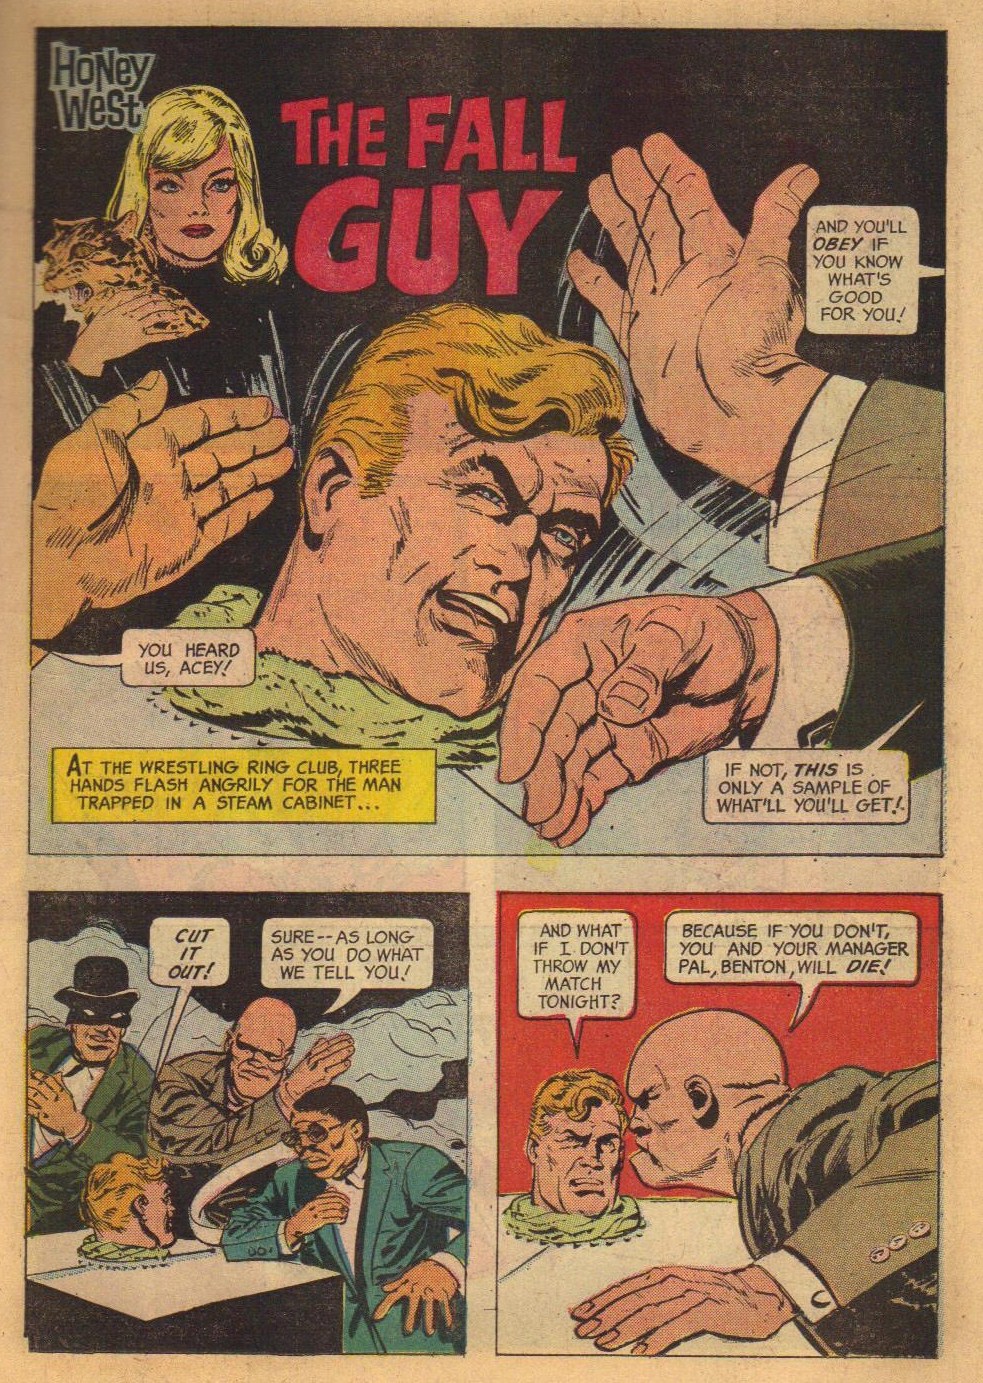 HONEY
WEST
THE FALL
GUY
AND YOU'LL
OBEY IF
YOU KNOW
WHAT'S
GOOD
FOR YOU!
YOU HEARD
US, ACEY!
AT THE WRESTLING RING CLUB, THREE
HANDS FLASH ANGRILY FOR THE MAN
TRAPPED IN A STEAM CABINET...
IF NOT, THIS IS
ONLY A SAMPLE OF
WHAT'LL YOU'LL GET!
CUT
IT
OUT!
SURE--AS LONG
AS YOU DO WHAT
WE TELL YOU!
AND WHAT
IF I DON'T
THROW MY
MATCH
TONIGHT?
BECAUSE IF YOU DON'T,
YOU AND YOUR MANAGER
PAL, BENTON, WILL DIE!